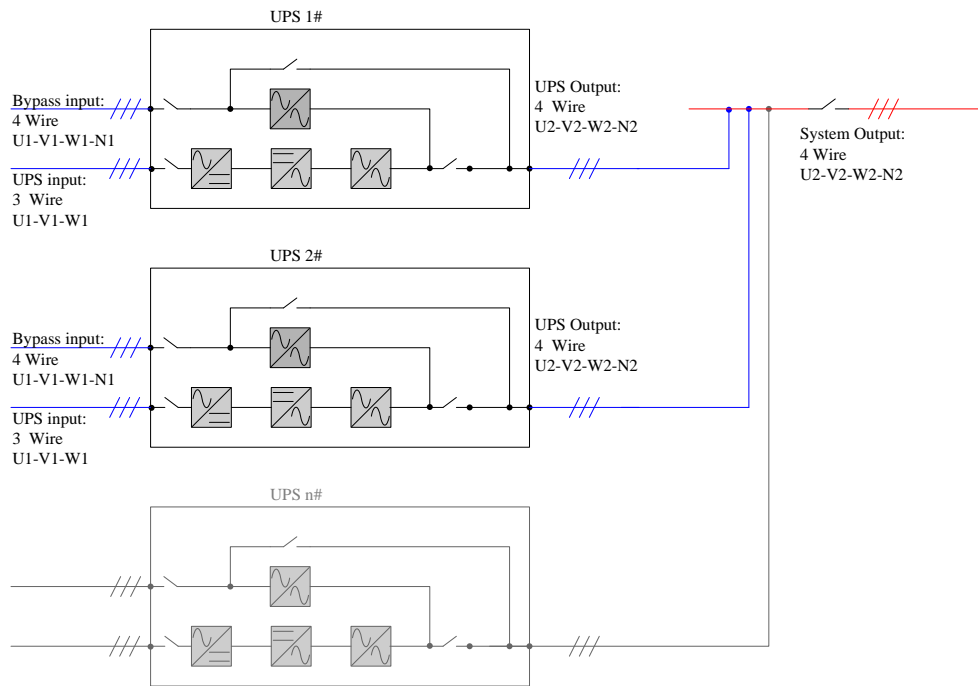 UPS 1#
Bypass input:
4 Wire
U1-V1-W1-N1
UPS input:
3  Wire
U1-V1-W1
UPS Output:
4  Wire
U2-V2-W2-N2
System Output:
4 Wire
U2-V2-W2-N2
UPS 2#
Bypass input:
4 Wire
U1-V1-W1-N1
UPS input:
3  Wire
U1-V1-W1
UPS Output:
4  Wire
U2-V2-W2-N2
UPS n#